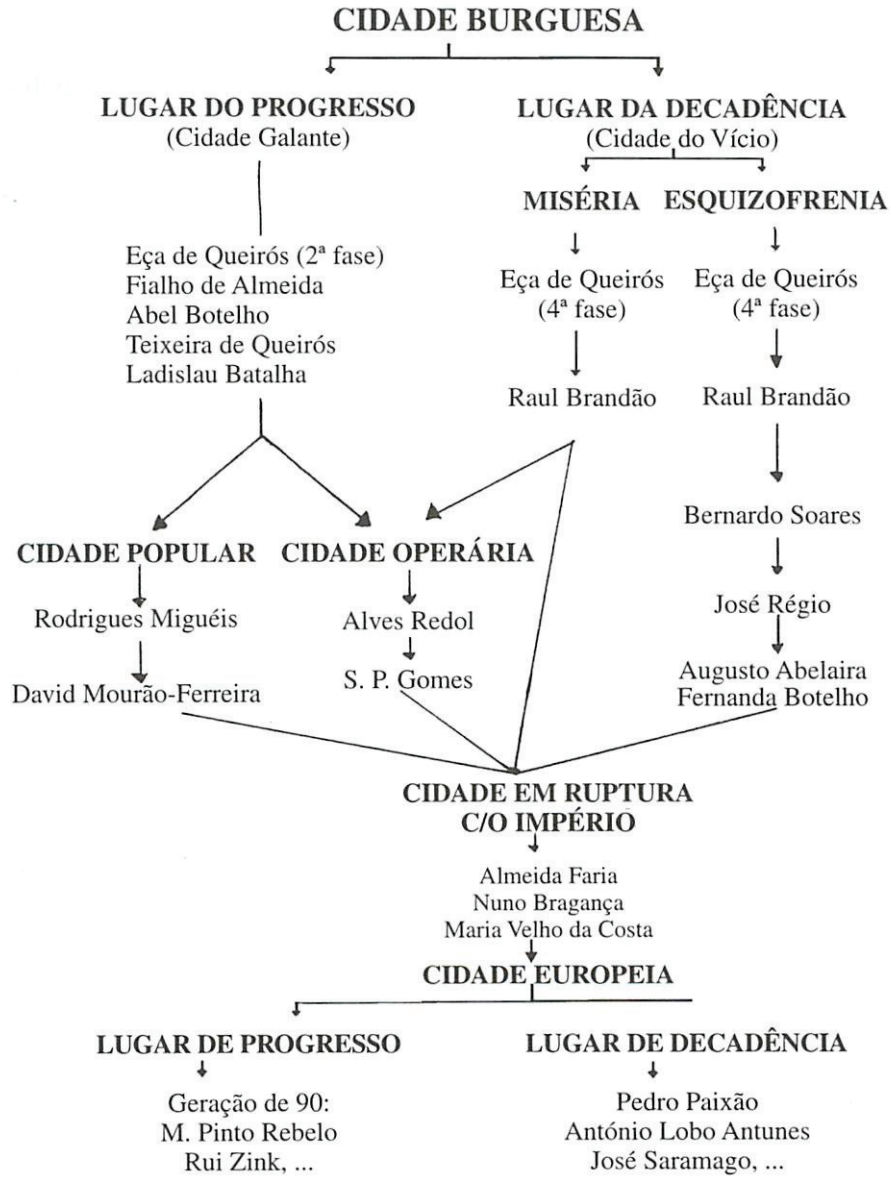 CIDADE BURGUESA
LUGAR DO PROGRESSO
(Cidade Galante)
LUGAR DA DECADÊNCIA
(Cidade do Vício)
MISÉRIA
ESQUIZOFRENIA
Eça de Queirós (2ª fase)
Fialho de Almeida
Abel Botelho
Teixeira de Queirós
Ladislau Batalha
Eça de Queirós
(4ª fase)
Raul Brandão
Eça de Queirós
(4ª fase)
Raul Brandão
Bernardo Soares
José Régio
Augusto Abelaira
Fernanda Botelho
CIDADE POPULAR
Rodrigues Miguéis
David Mourão-Ferreira
CIDADE OPERÁRIA
Alves Redol
S. P. Gomes
CIDADE EM RUPTURA
C/O IMPÉRIO
Almeida Faria
Nuno Bragança
Maria Velho da Costa
CIDADE EUROPEIA
LUGAR DE PROGRESSO
Geração de 90:
M. Pinto Rebelo
Rui Zink, ...
LUGAR DE DECADÊNCIA
Pedro Paixão
António Lobo Antunes
José Saramago, ...